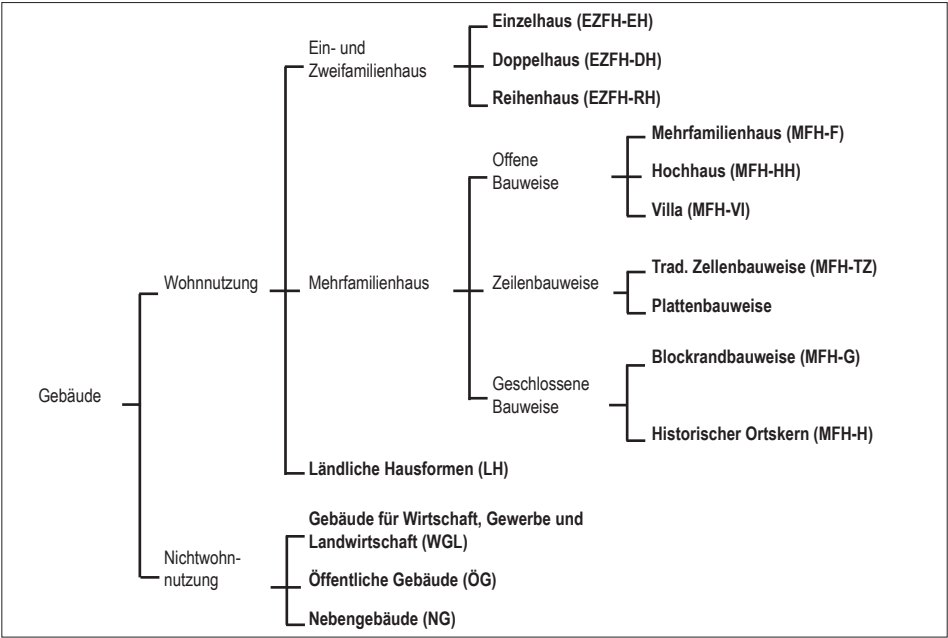 Einzelhaus (EZFH-EH)
Ein- und
Zweifamilienhaus
Doppelhaus (EZFH-DH)
Reihenhaus (EZFH-RH)
Mehrfamilienhaus (MFH-F)
Offene
Bauweise
Hochhaus (MFH-HH)
Villa (MFH-VI)
Wohnnutzung
Mehrfamilienhaus
Zeilenbauweise
Trad. Zellenbauweise (MFH-TZ)
Plattenbauweise
Blockrandbauweise (MFH-G)
Geschlossene
Bauweise
Gebäude
Historischer Ortskern (MFH-H)
Ländliche Hausformen (LH)
Gebäude für Wirtschaft, Gewerbe und
Landwirtschaft (WGL)
Nichtwohn-
nutzung
Öffentliche Gebäude (ÖG)
Nebengebäude (NG)